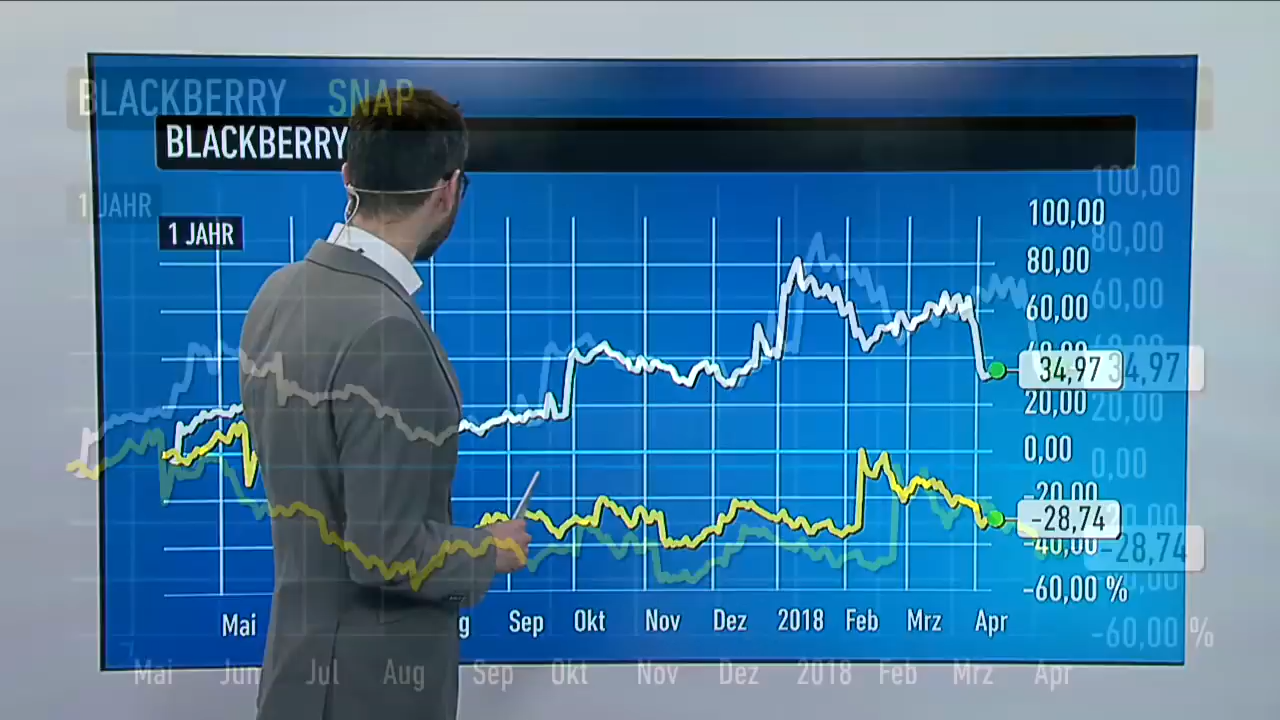 BLACKBERRY SNAP
BLACKBERRY
1 JAHR
1 JAHR
100,00
80,00
60,00
34,97
20,00
0,00
-20,00
-28,74
-40,00
-60,00 %
100,00
80,00
60,00
34,97
20,00
0,00
-28,74
-60,00 %
Mai
Sep Okt Nov Dez 2018 Feb Mrz Apr
Mai Jun Jul Aug Sep Okt Nov Dez 2018 Feb Mrz Apr